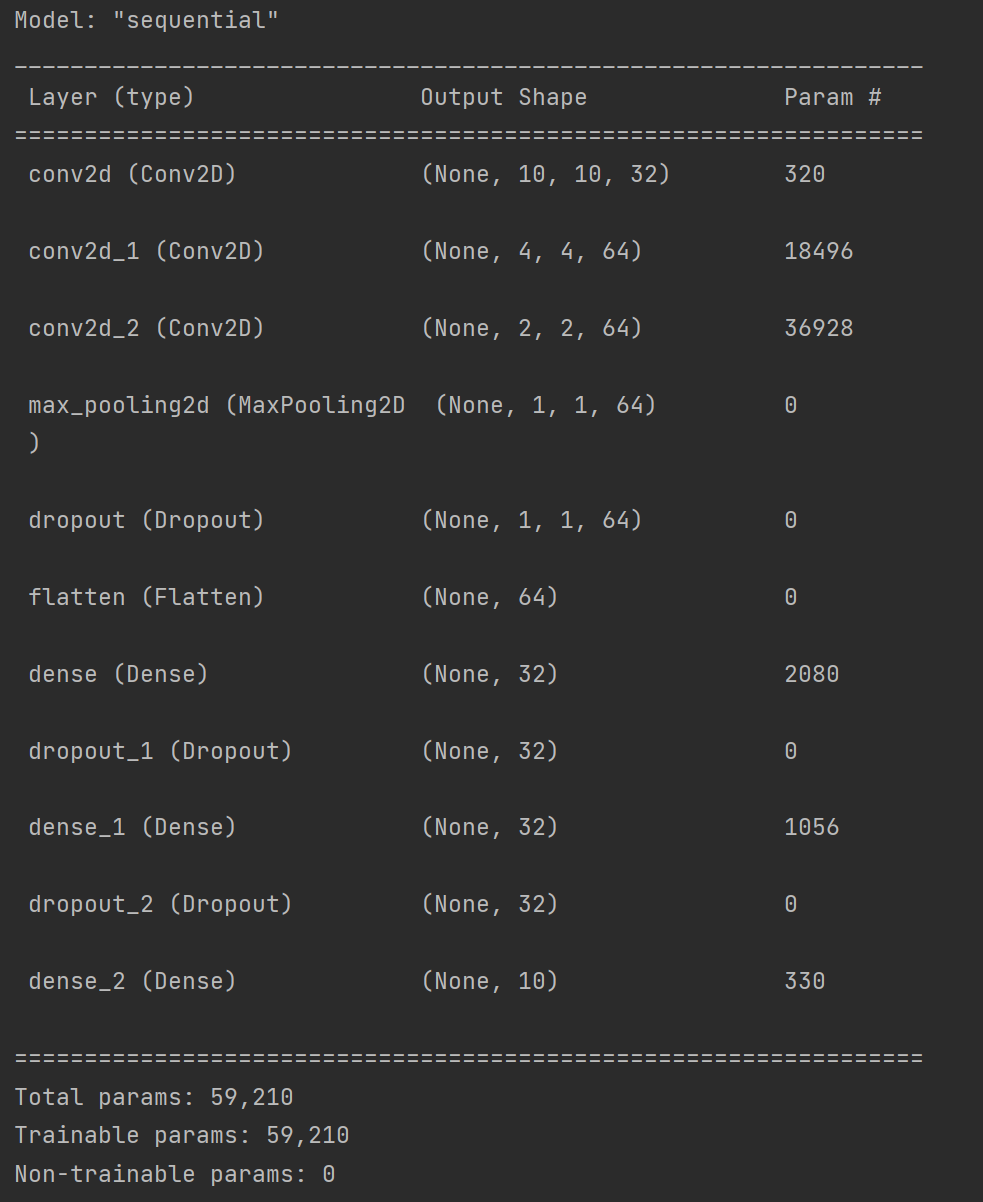 Model: "sequential"
_________________________________________________________________
 Layer (type)                Output Shape              Param #
=================================================================
 conv2d (Conv2D)             (None, 10, 10, 32)        320
 conv2d_1 (Conv2D)           (None, 4, 4, 64)          18496
 conv2d_2 (Conv2D)           (None, 2, 2, 64)          36928
 max_pooling2d (MaxPooling2D  (None, 1, 1, 64)         0
 )
 dropout (Dropout)           (None, 1, 1, 64)          0
 flatten (Flatten)           (None, 64)                0
 dense (Dense)               (None, 32)                2080
 dropout_1 (Dropout)         (None, 32)                0
 dense_1 (Dense)             (None, 32)                1056
 dropout_2 (Dropout)         (None, 32)                0
 dense_2 (Dense)             (None, 10)                330
=================================================================
Total params: 59,210
Trainable params: 59,210
Non-trainable params: 0